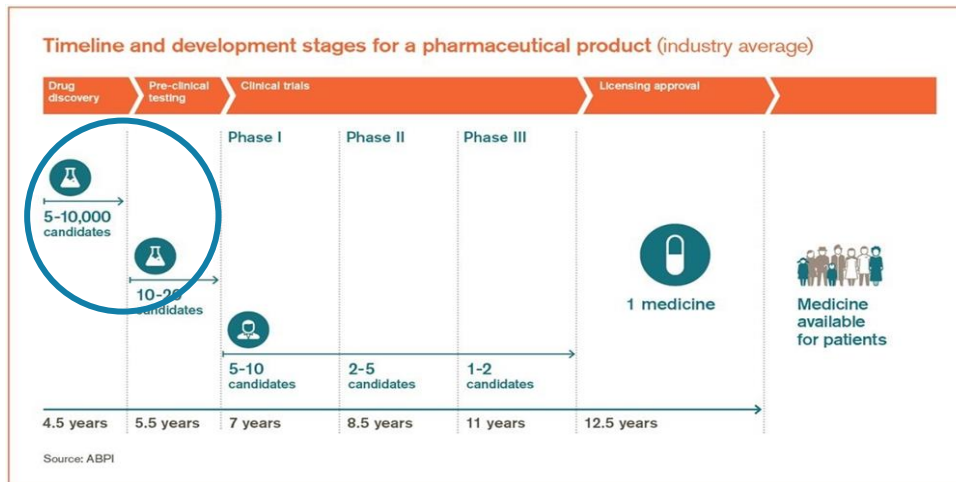 Timeline and development stages for a pharmaceutical product (industry average)
Drug
discovery
Pre-clinical
testing
Clinical trials
Licensing approval
Phase I
Phase II
Phase III
5-10,000
candidates
10-20
candidates
5-10
candidates
2-5
candidates
1-2
candidates
1 medicine
Medicine
available
for patients
4.5 years
5.5 years
7 years
8.5 years
11 years
12.5 years
Source: ABPI